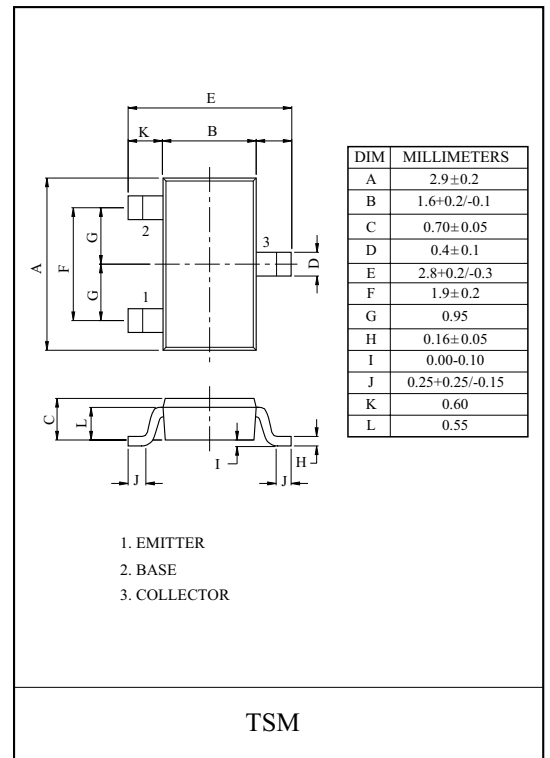 E
K B
A
F
G
G
2
1
3
D
C
L
I
H
J
J
DIM MILLIMETERS
A 2.9±0.2
B 1.6+0.2/-0.1
C 0.70±0.05
D 0.4±0.1
E 2.8+0.2/-0.3
F 1.9±0.2
G 0.95
H 0.16±0.05
I 0.00-0.10
J 0.25+0.25/-0.15
K 0.60
L 0.55
1. EMITTER
2. BASE
3. COLLECTOR
TSM